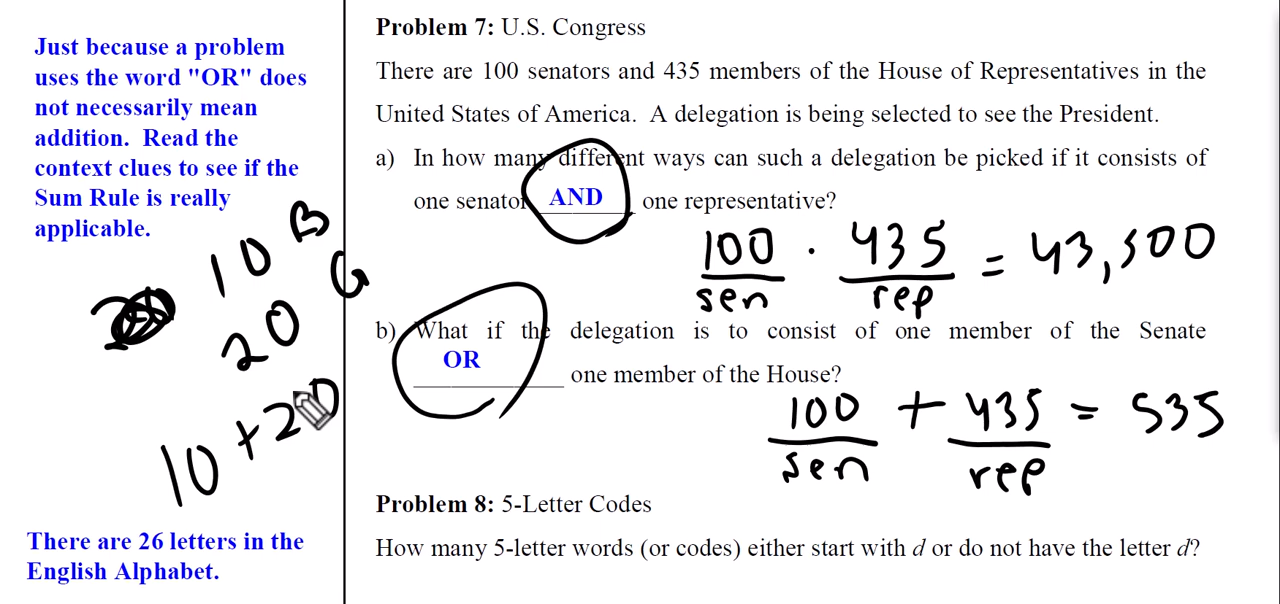 Just because a problem
uses the word "OR" does
not necessarily mean
addition. Read the
context clues to see if the
Sum Rule is really
applicable.
10 B
20 G
10 + 20
There are 26 letters in the
English Alphabet.
Problem 7: U.S. Congress
There are 100 senators and 435 members of the House of Representatives in the
United States of America. A delegation is being selected to see the President.
a) In how many different ways can such a delegation be picked if it consists of
one senator AND one representative?
100 · 435 = 43,500
sen rep
b) What if the delegation is to consist of one member of the Senate
OR one member of the House?
100 + 435 = 535
sen rep
Problem 8: 5-Letter Codes
How many 5-letter words (or codes) either start with d or do not have the letter d?